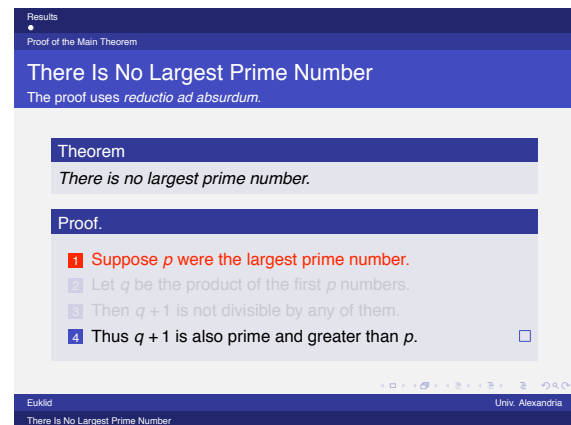 Results
Proof of the Main Theorem
There Is No Largest Prime Number
The proof uses reductio ad absurdum.
Theorem
There is no largest prime number.
Proof.
1 Suppose p were the largest prime number.
2 Let q be the product of the first p numbers.
3 Then q + 1 is not divisible by any of them.
4 Thus q + 1 is also prime and greater than p.
Euklid Univ. Alexandria
There Is No Largest Prime Number